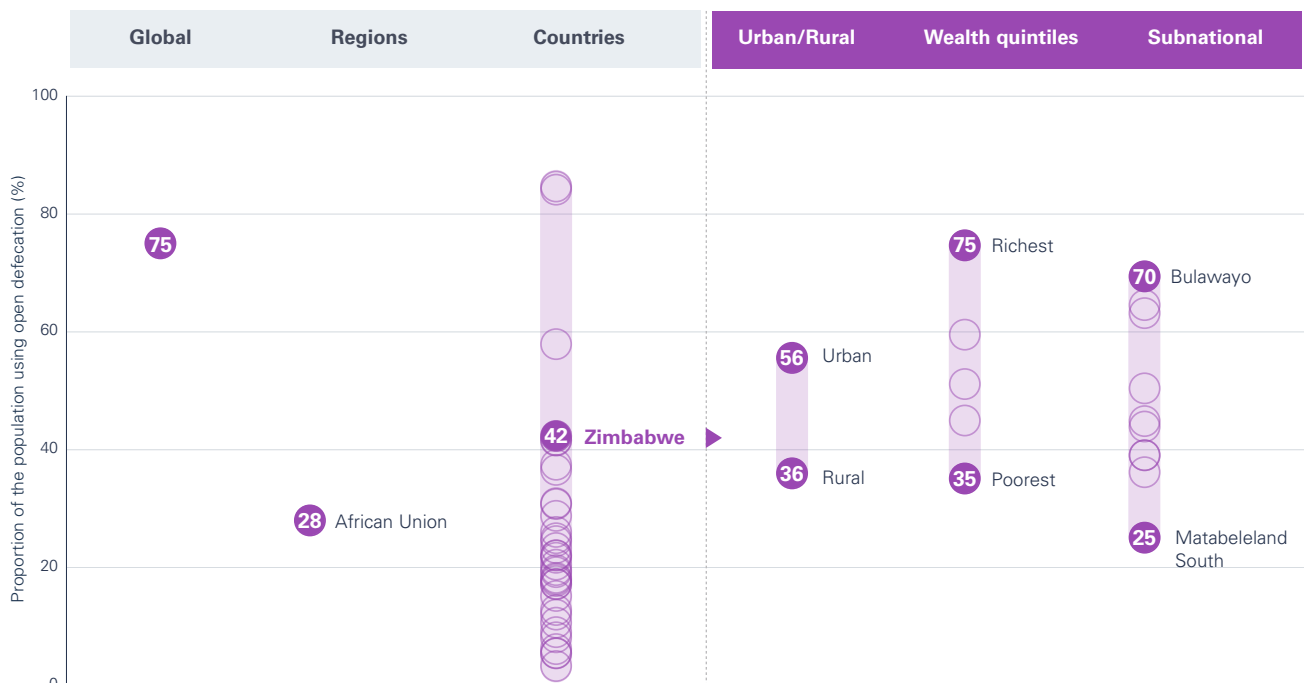 Global Regions Countries Urban/Rural Wealth quintiles Subnational
Proportion of the population using open defecation (%)
100
80
60
40
20
0
75
28 African Union
42 Zimbabwe
56 Urban
36 Rural
75 Richest
35 Poorest
70 Bulawayo
25 Matabeleland
South